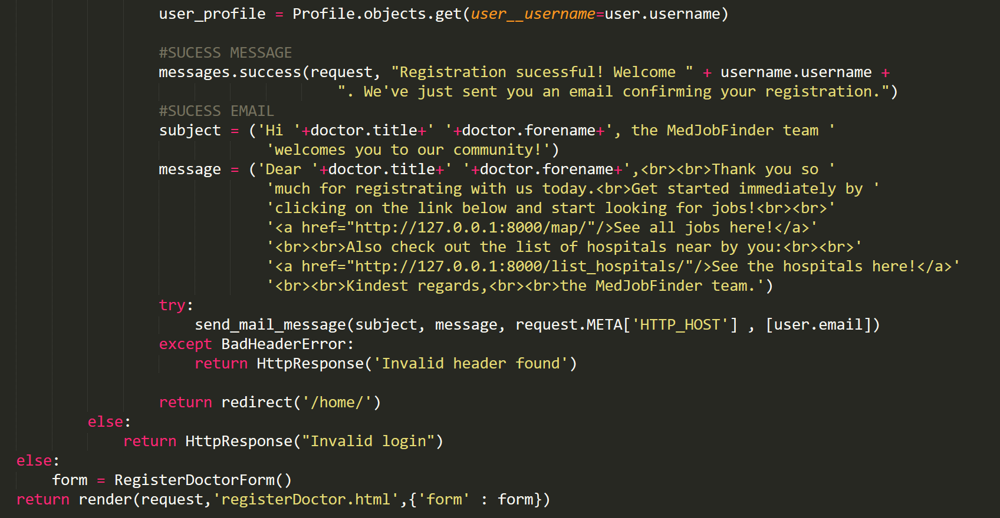 user_profile = Profile.objects.get(user__username=user.username)
#SUCESS MESSAGE
messages.success(request, "Registration sucessful! Welcome " + username.username +
". We've just sent you an email confirming your registration.")
#SUCESS EMAIL
subject = ('Hi '+doctor.title+' '+doctor.forename+', the MedJobFinder team '
'welcomes you to our community!')
message = ('Dear '+doctor.title+' '+doctor.forename+',<br><br>Thank you so '
'much for registrating with us today.<br>Get started immediately by '
'clicking on the link below and start looking for jobs!<br><br>'
'<a href="http://127.0.0.1:8000/map/"/>See all jobs here!</a>'
'<br><br>Also check out the list of hospitals near by you:<br><br>'
'<a href="http://127.0.0.1:8000/list_hospitals/"/>See the hospitals here!</a>'
'<br><br>Kindest regards,<br><br>the MedJobFinder team.')
try:
send_mail_message(subject, message, request.META['HTTP_HOST'] , [user.email])
except BadHeaderError:
return HttpResponse('Invalid header found')
return redirect('/home/')
else:
return HttpResponse("Invalid login")
else:
form = RegisterDoctorForm()
return render(request,'registerDoctor.html',{'form' : form})